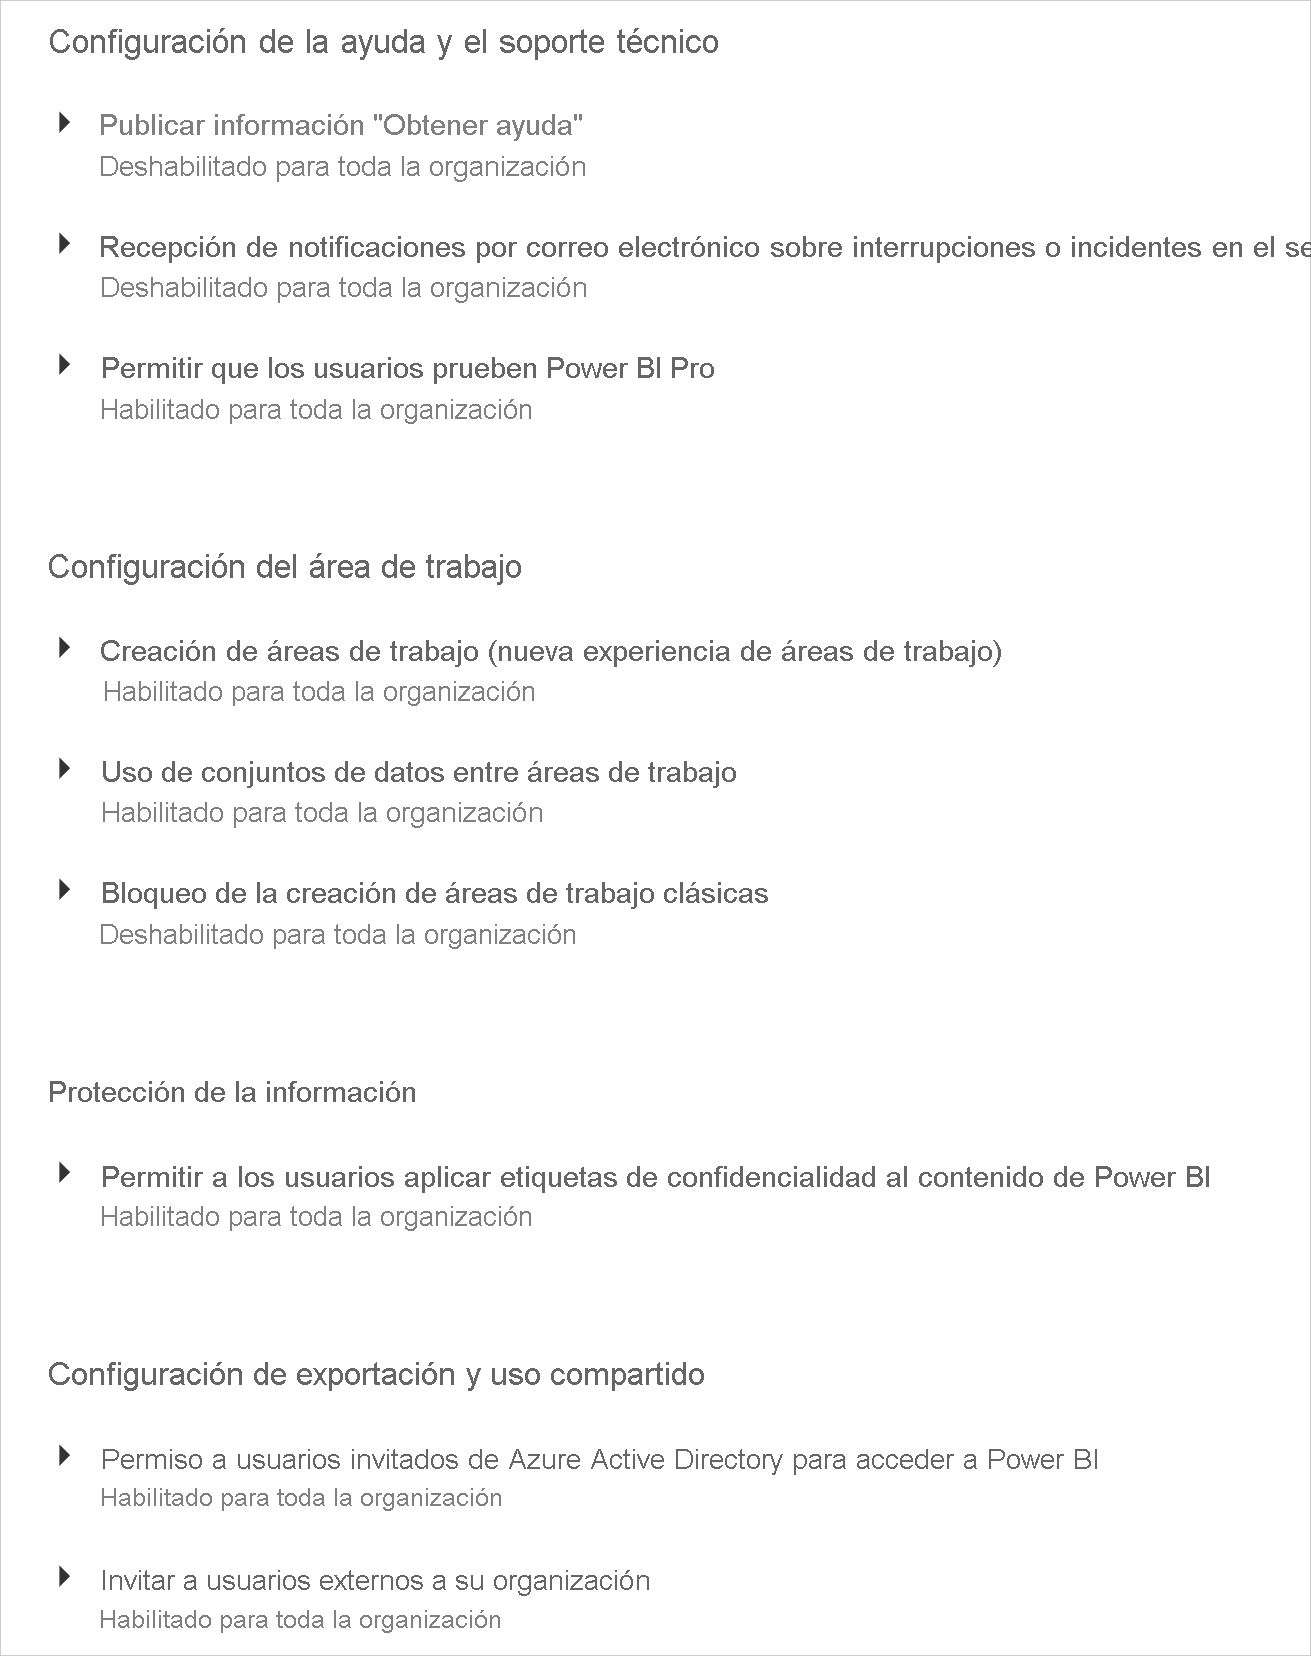 Configuración de la ayuda y el soporte técnico
Publicar información "Obtener ayuda"
Deshabilitado para toda la organización
Recepción de notificaciones por correo electrónico sobre interrupciones o incidentes en el
Deshabilitado para toda la organización
Permitir que los usuarios prueben Power BI Pro
Habilitado para toda la organización
Configuración del área de trabajo
Creación de áreas de trabajo (nueva experiencia de áreas de trabajo)
Habilitado para toda la organización
Uso de conjuntos de datos entre áreas de trabajo
Habilitado para toda la organización
Bloqueo de la creación de áreas de trabajo clásicas
Deshabilitado para toda la organización
Protección de la información
Permitir a los usuarios aplicar etiquetas de confidencialidad al contenido de Power BI
Habilitado para toda la organización
Configuración de exportación y uso compartido
Permiso a usuarios invitados de Azure Active Directory para acceder a Power BI
Habilitado para toda la organización
Invitar a usuarios externos a su organización
Habilitado para toda la organización